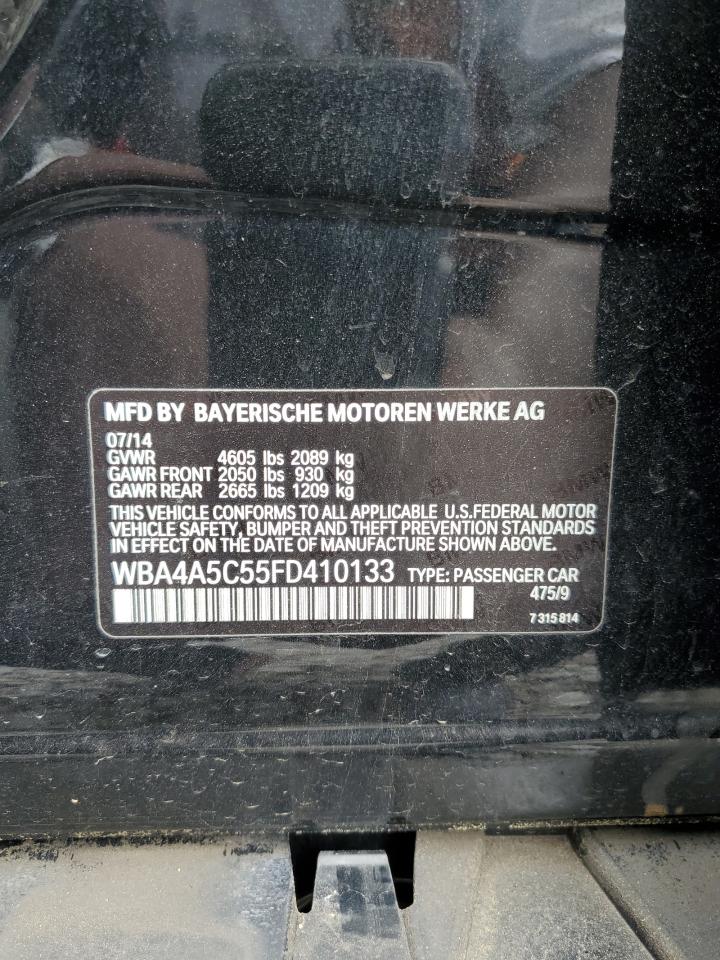 MFD BY BAYERISCHE MOTOREN WERKE AG
07/14
GVWR 4605 lbs 2089 kg
GAWR FRONT 2050 lbs 930 kg
GAWR REAR 2665 lbs 1209 kg
THIS VEHICLE CONFORMS TO ALL APPLICABLE U.S.FEDERAL MOTOR
VEHICLE SAFETY, BUMPER AND THEFT PREVENTION STANDARDS
IN EFFECT ON THE DATE OF MANUFACTURE SHOWN ABOVE.
WBA4A5C55FD410133 TYPE: PASSENGER CAR
475/9
7 315 814